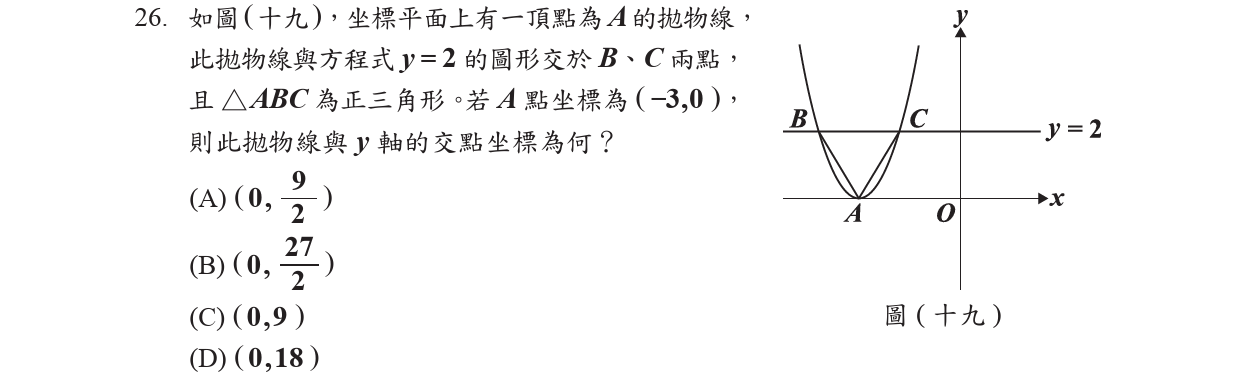 26. 如圖(十九)，坐標平面上有一頂點為 A 的拋物線，
此拋物線與方程式 y = 2 的圖形交於 B、C 兩點，
且 △ABC 為正三角形。若 A 點坐標為 ( −3,0 )，
則此拋物線與 y 軸的交點坐標為何？
(A) ( 0, 9/2 )
(B) ( 0, 27/2 )
(C) ( 0,9 )
(D) ( 0,18 )
y
B
C
y = 2
A
O
x
圖 ( 十九 )